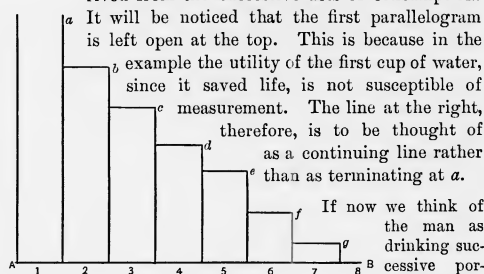 a It will be noticed that the first parallelogram
is left open at the top. This is because in the
b example the utility of the first cup of water,
since it saved life, is not susceptible of
c measurement. The line at the right,
therefore, is to be thought of
d as a continuing line rather
e than as terminating at a.
f If now we think of
the man as
drinking suc-
g cessive por-
A 1 2 3 4 5 6 7 8 B